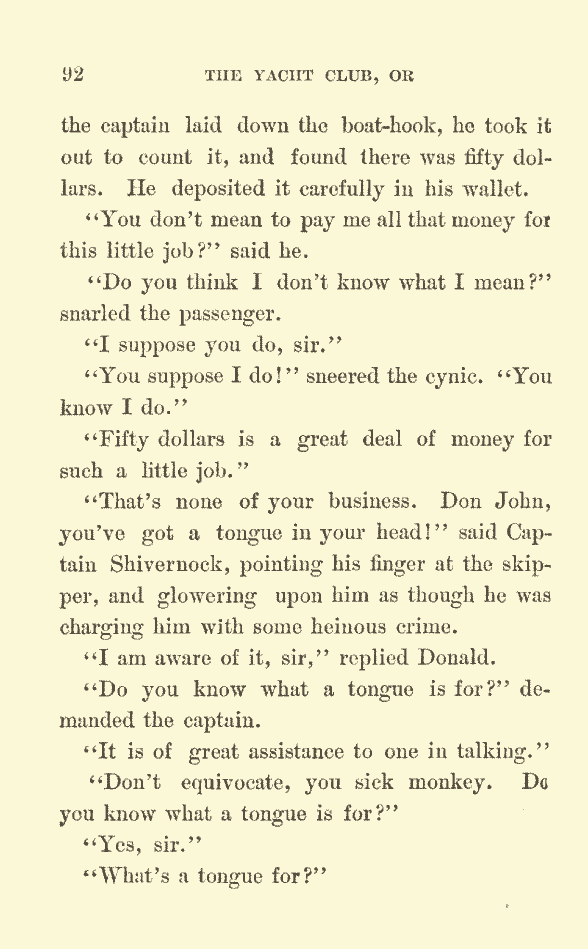 92 THE YACHT CLUB, OR
the captain laid down the boat-hook, he took it
out to count it, and found there was fifty dol-
lars. He deposited it carefully in his wallet.
"You don't mean to pay me all that money for
this little job?" said he.
"Do you think I don't know what I mean?"
snarled the passenger.
"I suppose you do, sir."
"You suppose I do!" sneered the cynic. "You
know I do."
"Fifty dollars is a great deal of money for
such a little job."
"That's none of your business. Don John,
you've got a tongue in your head!" said Cap-
tain Shivernock, pointing his finger at the skip-
per, and glowering upon him as though he was
charging him with some heinous crime.
"I am aware of it, sir," replied Donald.
"Do you know what a tongue is for?" de-
manded the captain.
"It is of great assistance to one in talking."
"Don't equivocate, you sick monkey. Do
you know what a tongue is for?"
"Yes, sir."
"What's a tongue for?"